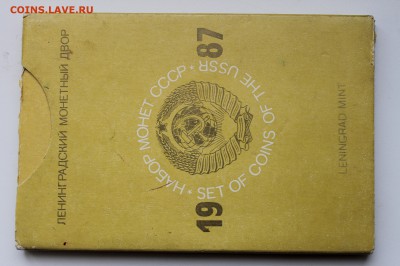 COINS.LAVE.RU
ЛЕНИНГРАДСКИЙ МОНЕТНЫЙ ДВОР
НАБОР МОНЕТ СССР • SET OF COINS OF THE USSR •
19 87
LENINGRAD MINT